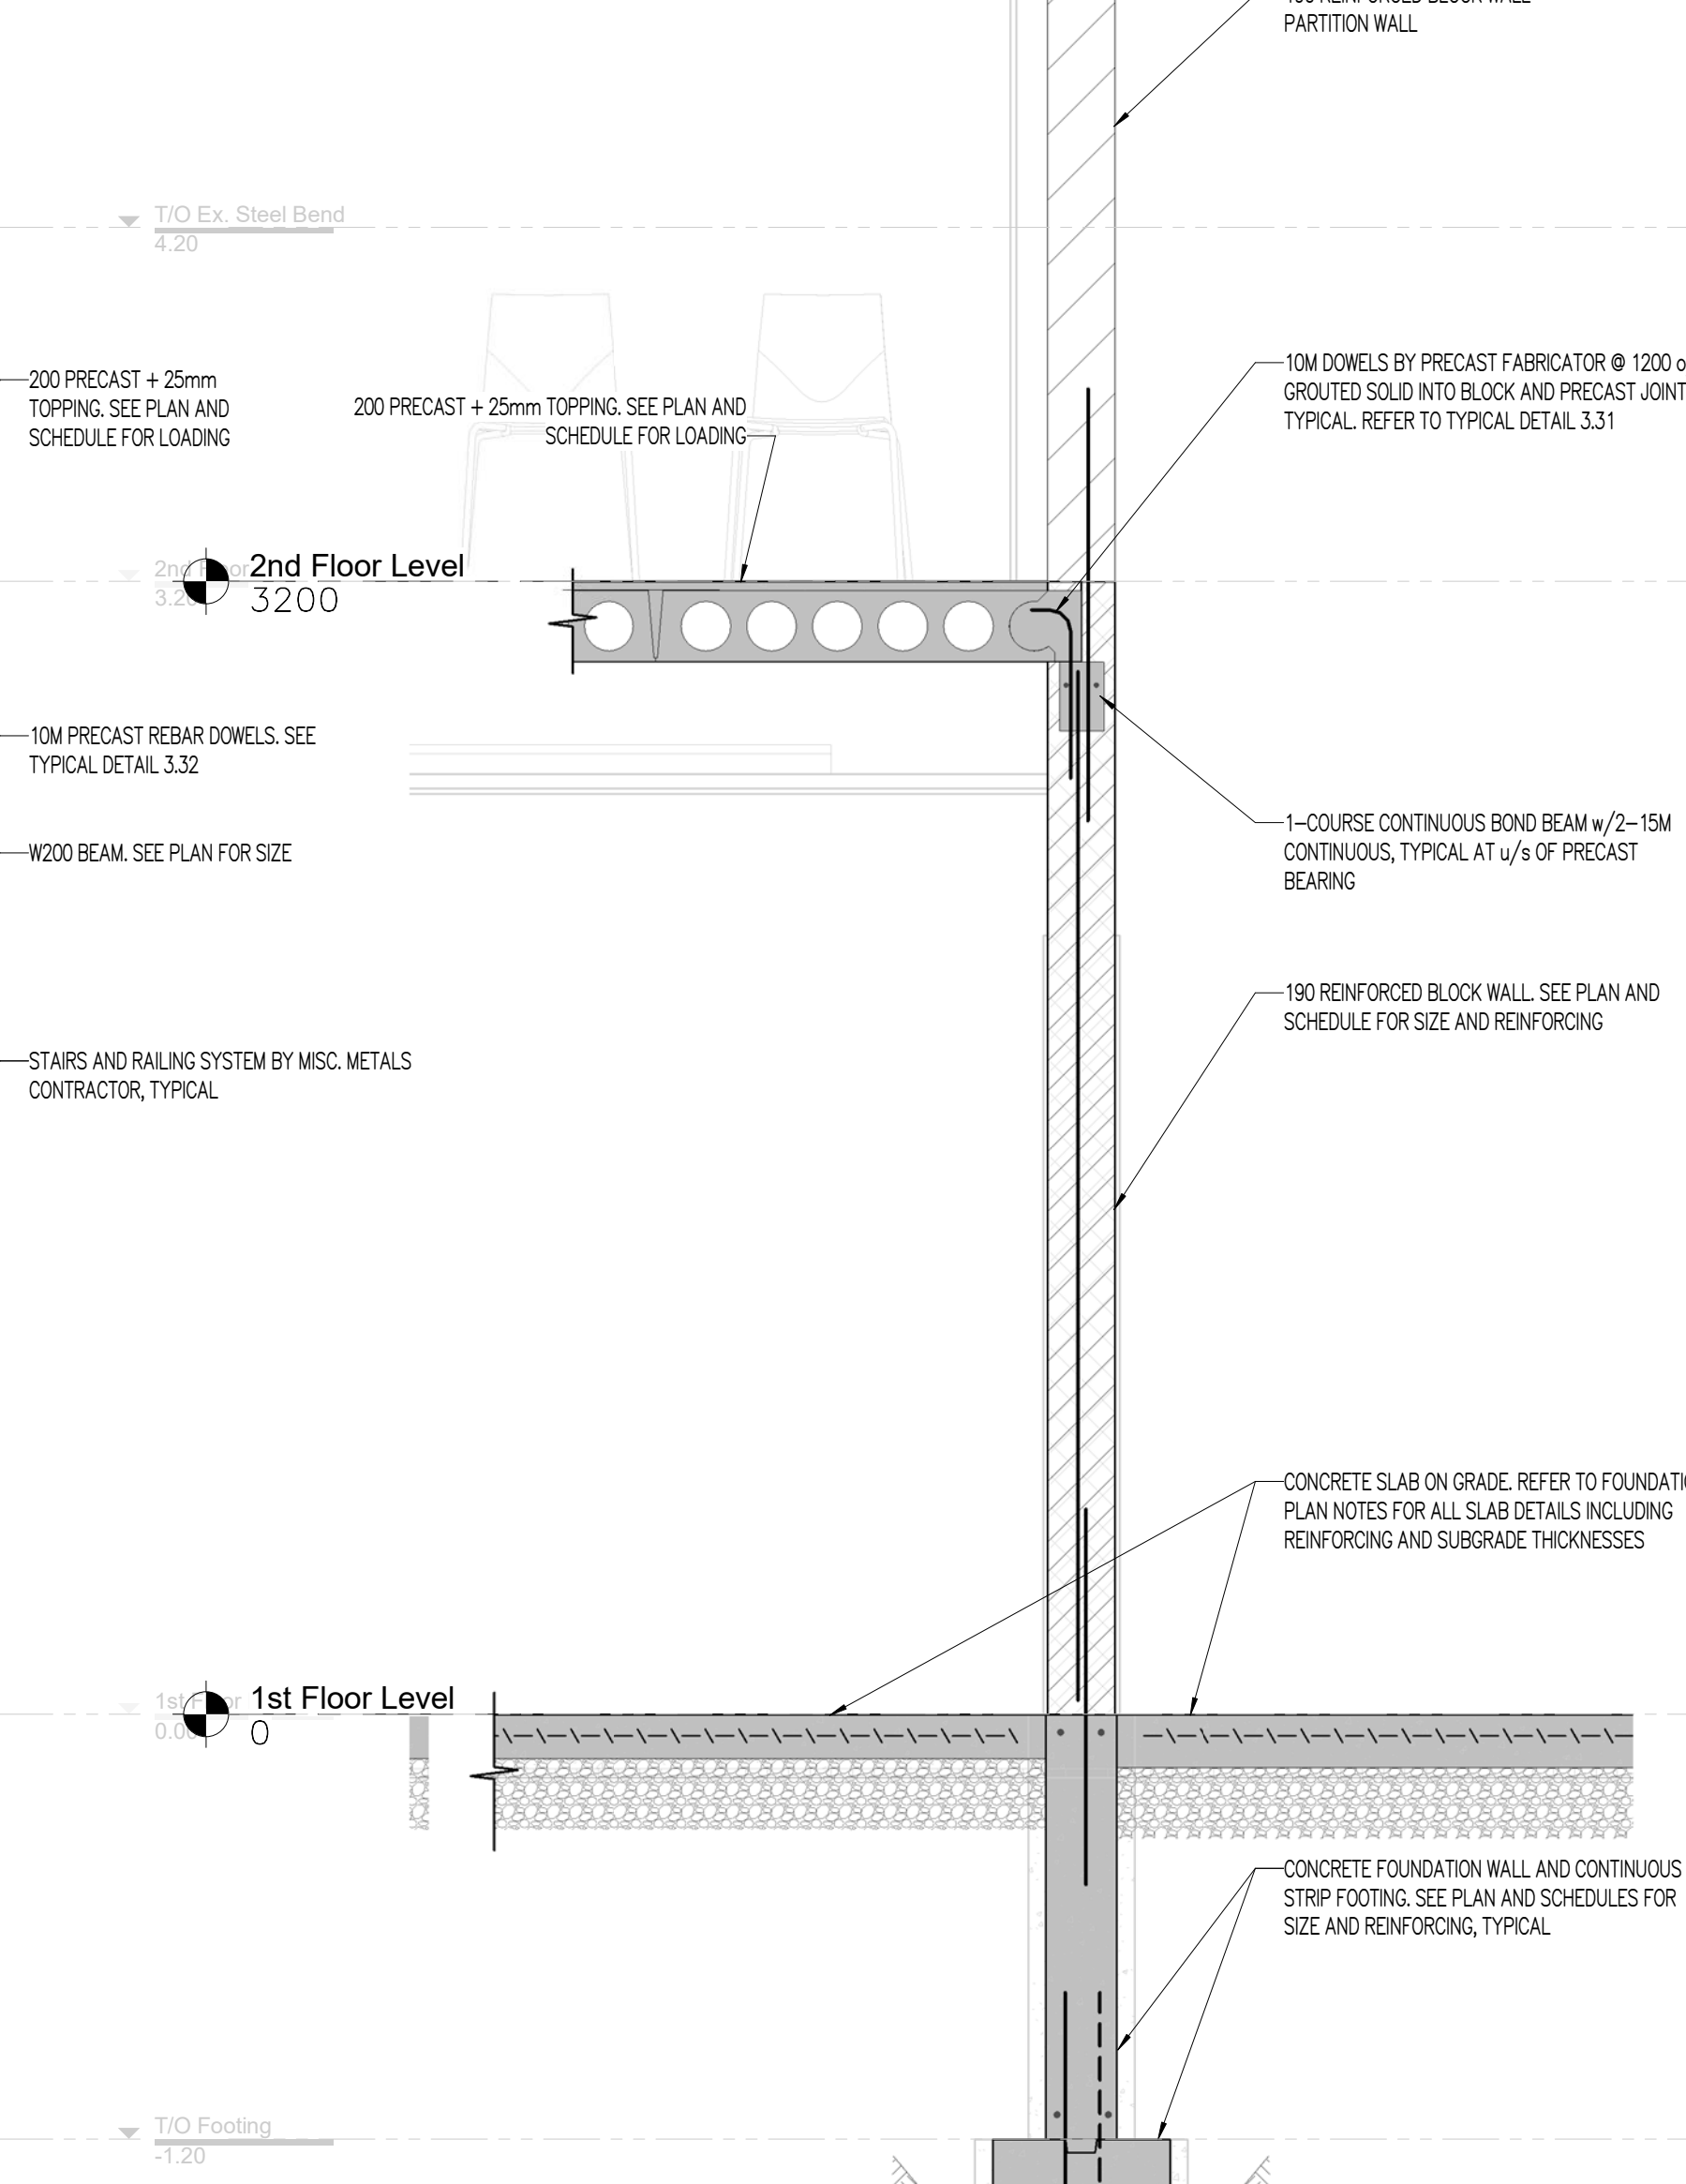 PARTITION WALL
T/O Ex. Steel Bend
4.20
200 PRECAST + 25mm
TOPPING. SEE PLAN AND
SCHEDULE FOR LOADING
200 PRECAST + 25mm TOPPING. SEE PLAN AND
SCHEDULE FOR LOADING
10M DOWELS BY PRECAST FABRICATOR @ 1200
GROUTED SOLID INTO BLOCK AND PRECAST JOINT
TYPICAL. REFER TO TYPICAL DETAIL 3.31
2nd Floor Level
3200
10M PRECAST REBAR DOWELS. SEE
TYPICAL DETAIL 3.32
W200 BEAM. SEE PLAN FOR SIZE
1-COURSE CONTINUOUS BOND BEAM w/2-15M
CONTINUOUS, TYPICAL AT u/s OF PRECAST
BEARING
190 REINFORCED BLOCK WALL. SEE PLAN AND
SCHEDULE FOR SIZE AND REINFORCING
STAIRS AND RAILING SYSTEM BY MISC. METALS
CONTRACTOR, TYPICAL
CONCRETE SLAB ON GRADE. REFER TO
PLAN NOTES FOR ALL SLAB DETAILS INCLUDING
REINFORCING AND SUBGRADE THICKNESSES
1st Floor Level
0
CONCRETE FOUNDATION WALL AND CONTINUOUS
STRIP FOOTING. SEE PLAN AND SCHEDULES FOR
SIZE AND REINFORCING, TYPICAL
T/O Footing
-1.20